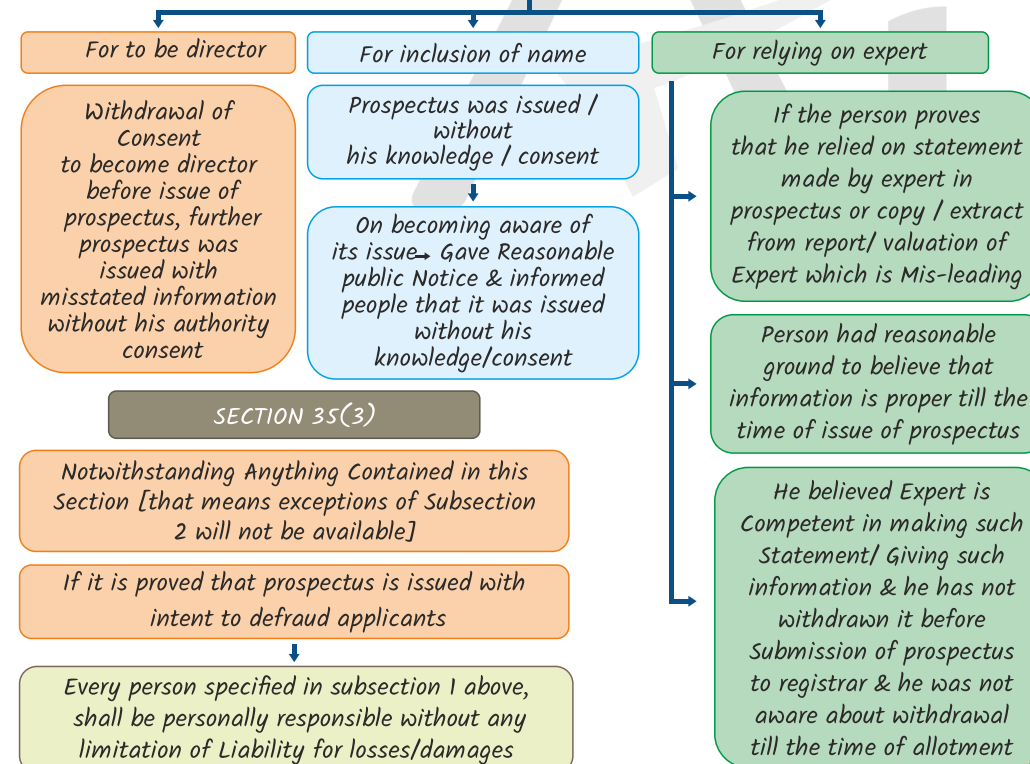 For to be director
Withdrawal of
Consent
to become director
before issue of
prospectus, further
prospectus was
issued with
misstated information
without his authority
consent
For inclusion of name
Prospectus was issued /
without
his knowledge / consent
On becoming aware of
its issue→ Gave Reasonable
public Notice & informed
people that it was issued
without his
knowledge/consent
For relying on expert
If the person proves
that he relied on statement
made by expert in
prospectus or copy / extract
from report/ valuation of
Expert which is Mis-leading
Person had reasonable
ground to believe that
information is proper till the
time of issue of prospectus
He believed Expert is
Competent in making such
Statement/ Giving such
information & he has not
withdrawn it before
Submission of prospectus
to registrar & he was not
aware about withdrawal
till the time of allotment
SECTION 35(3)
Notwithstanding Anything Contained in this
Section [that means exceptions of Subsection
2 will not be available]
If it is proved that prospectus is issued with
intent to defraud applicants
Every person specified in subsection 1 above,
shall be personally responsible without any
limitation of Liability for losses/damages